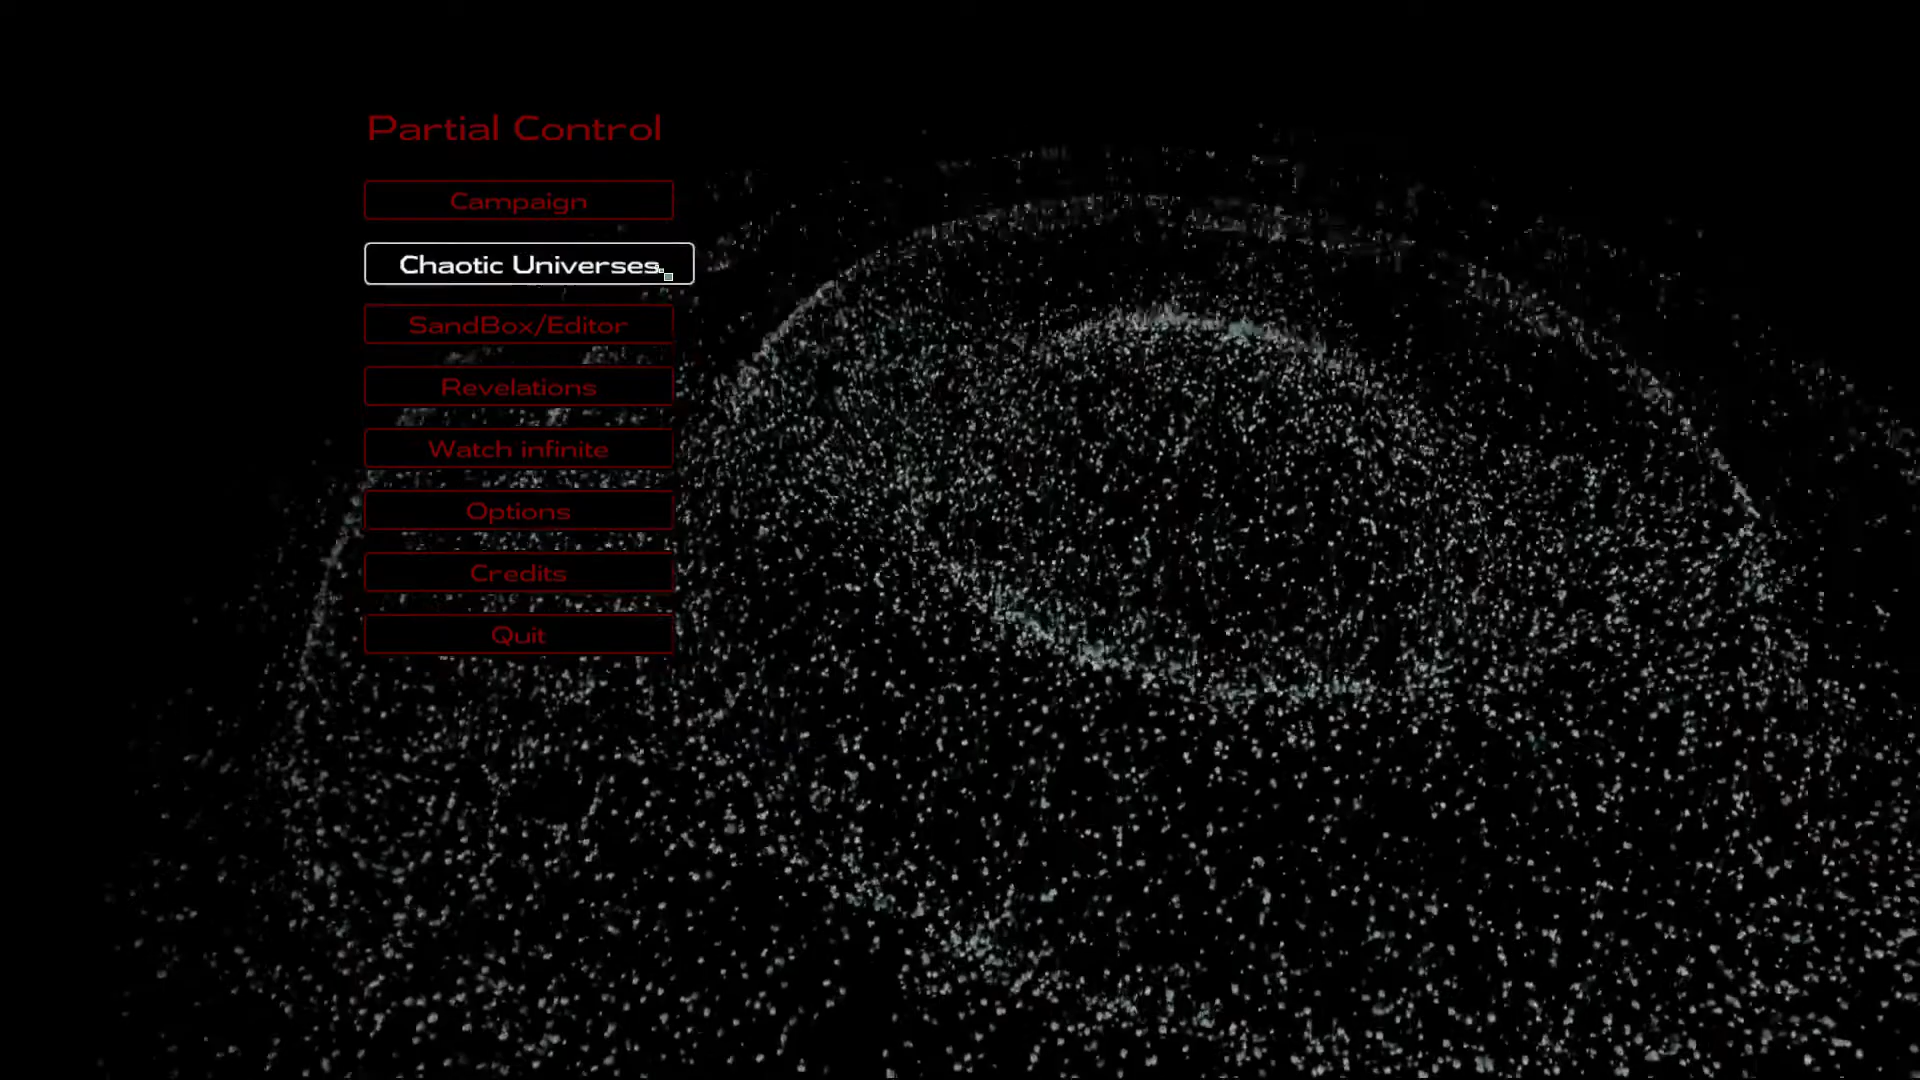 Partial Control
Campaign
Chaotic Universes
SandBox/Editor
Revelations
Watch infinite
Options
Credits
Quit